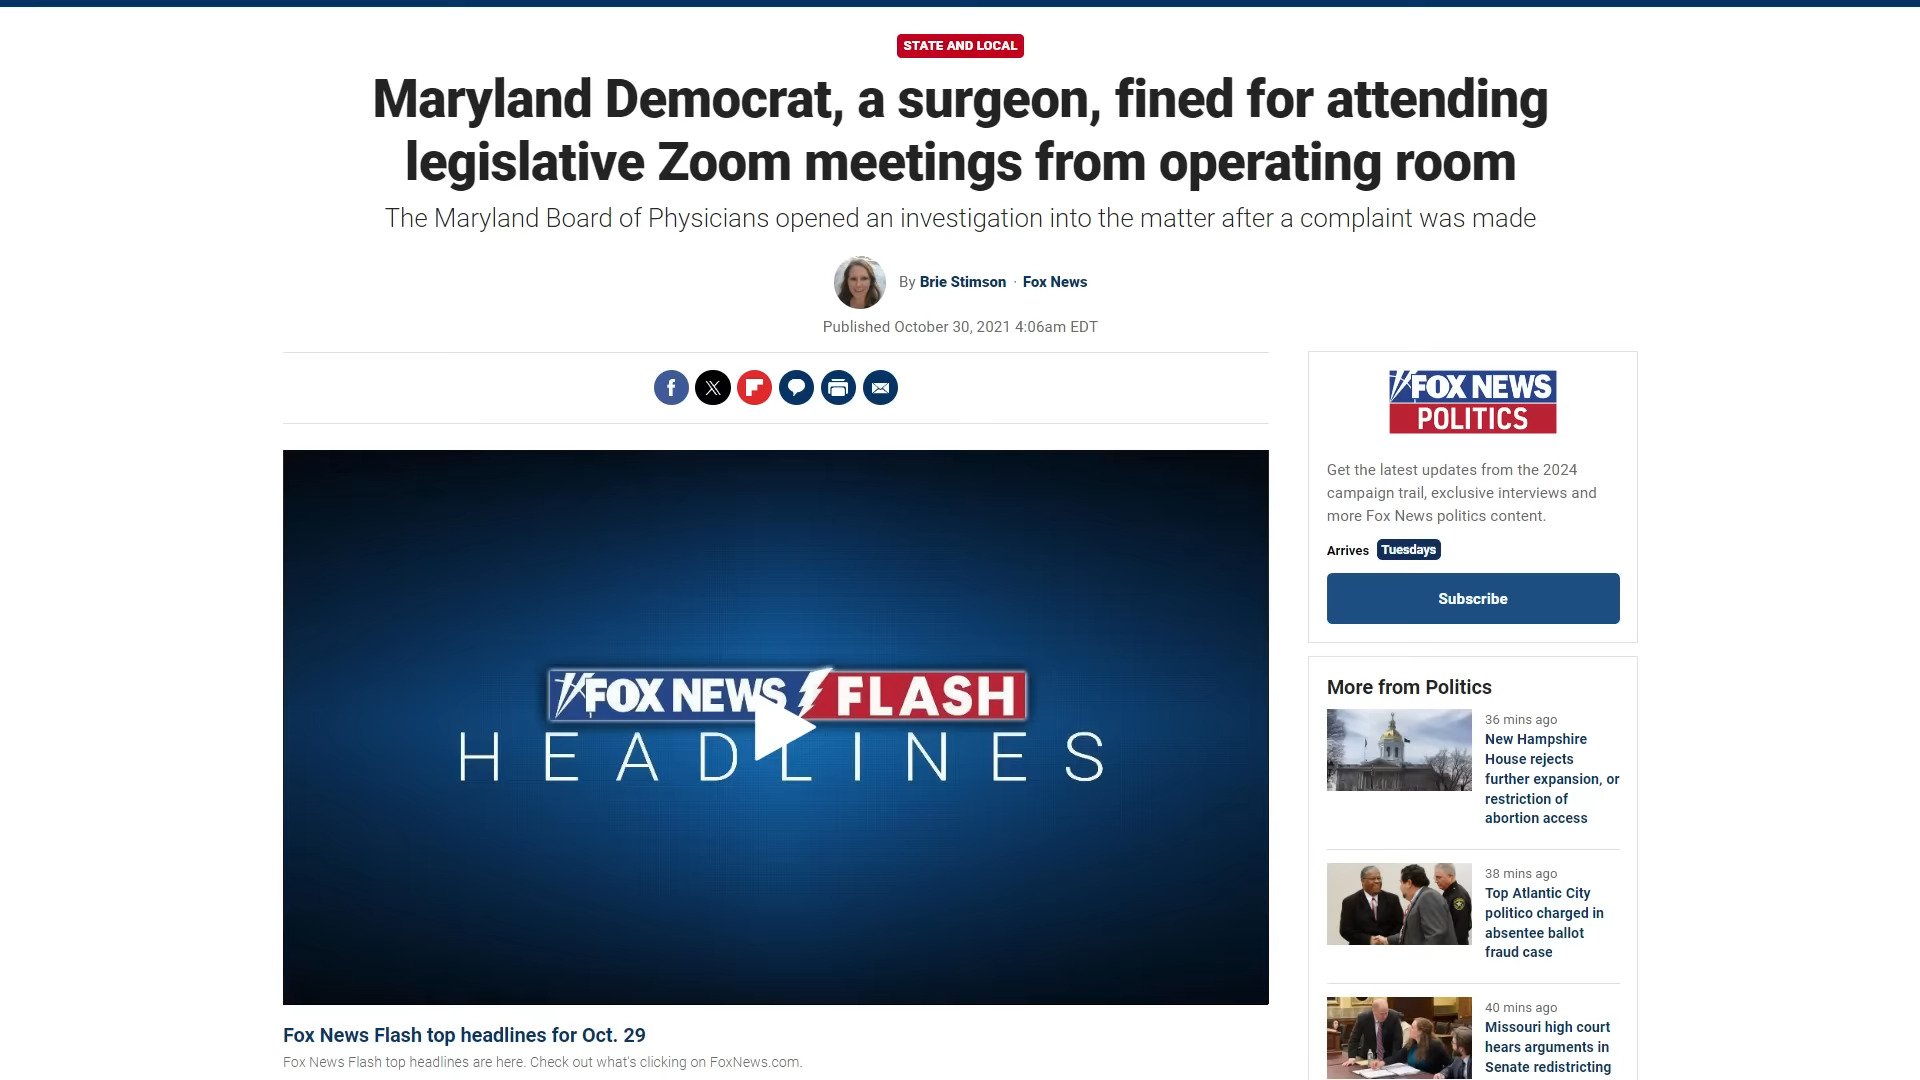 STATE AND LOCAL
Maryland Democrat, a surgeon, fined for attending
legislative Zoom meetings from operating room
The Maryland Board of Physicians opened an investigation into the matter after a complaint was made
By Brie Stimson · Fox News
Published October 30, 2021 4:06am EDT
FOX NEWS FLASH
HEADLINES
Fox News Flash top headlines for Oct. 29
Fox News Flash top headlines are here. Check out what's clicking on FoxNews.com.
FOX NEWS
POLITICS
Get the latest updates from the 2024
campaign trail, exclusive interviews and
more Fox News politics content.
Arrives Tuesdays
Subscribe
More from Politics
36 mins ago
New Hampshire
House rejects
further expansion, or
restriction of
abortion access
38 mins ago
Top Atlantic City
politico charged in
absentee ballot
fraud case
40 mins ago
Missouri high court
hears arguments in
Senate redistricting